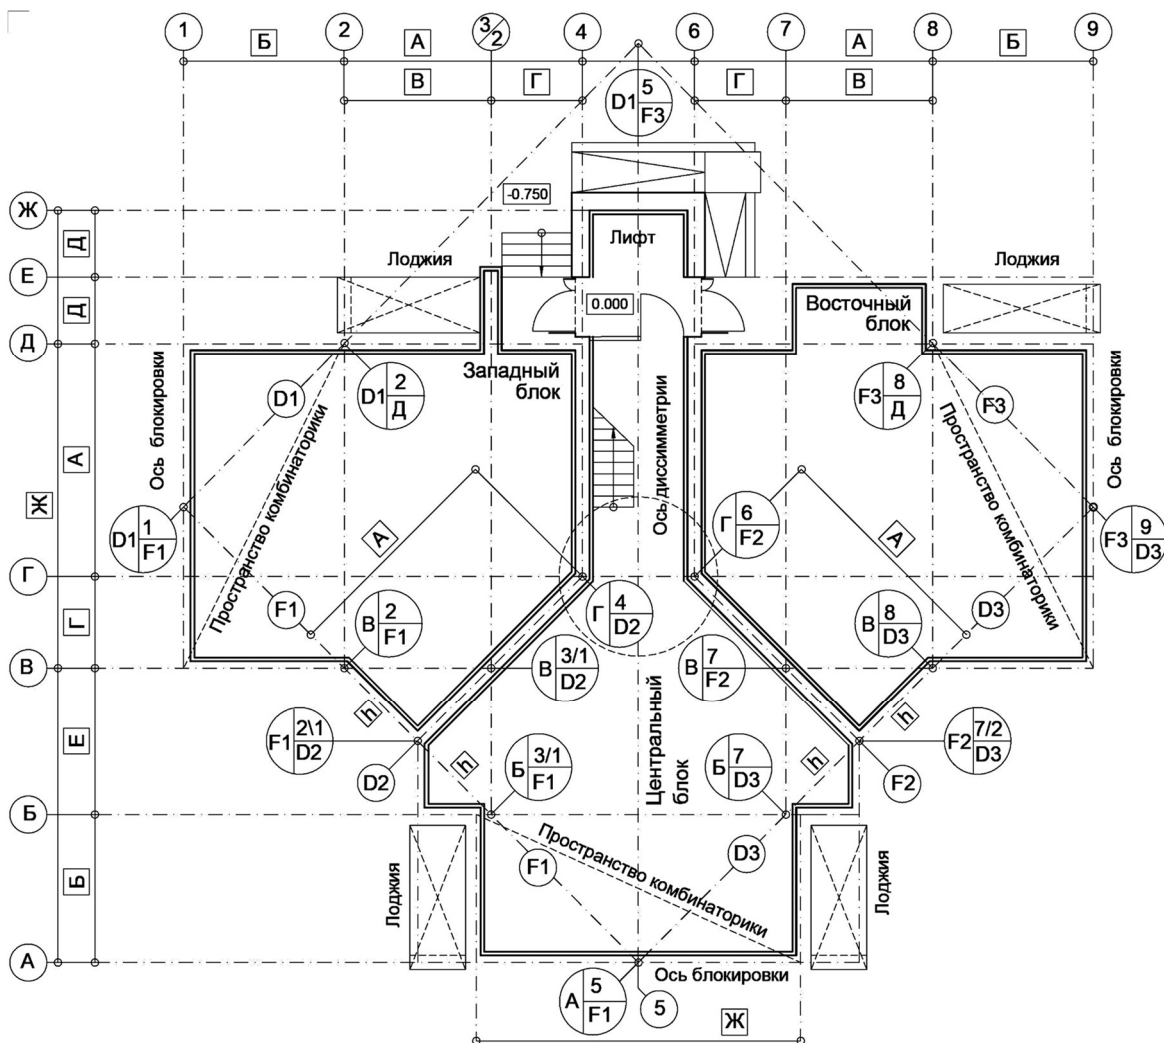 1
2
3/2
4
6
7
8
9
Б
А
А
Б
В
Г
Г
В
D1 5 F3
-0.750
Ж
Лифт
Д
Лоджия
Лоджия
Е
0.000
Восточный
блок
Д
Д
Западный
блок
D1 2 Д
F3 8 Д
D1
F3
Ось блокировки
Пространство комбинаторики
Ось диссимметрии
Пространство комбинаторики
Ось блокировки
А
Ж
D1 1 F1
А
Г 6 F2
А
F3 9 D3
Г
F1
В 2 F1
Г 4 D2
В 8 D3
D3
Г
В
В 3/1 D2
В 7 F2
h
h
F1 2\1 D2
Е
h
Центральный
блок
h
F2 7/2 D3
D2
Б 3/1 F1
Б 7 D3
F2
Б
Пространство комбинаторики
F1
D3
Б
Лоджия
Лоджия
А
Ось блокировки
А 5 F1
5
Ж